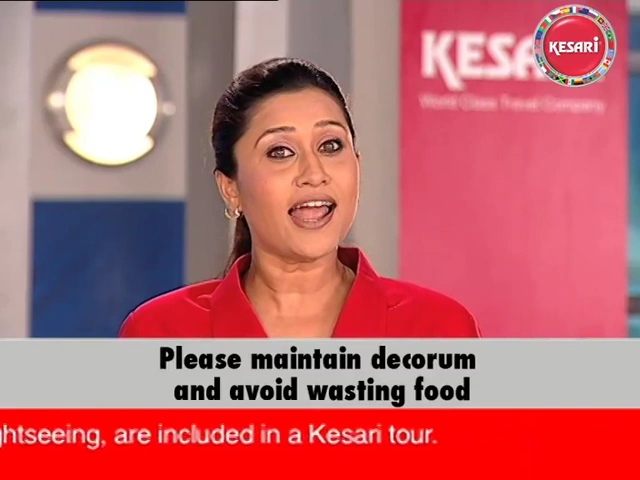 KESARI
KESA
World Class Travel Company
Please maintain decorum
and avoid wasting food
ghtseeing, are included in a Kesari tour.